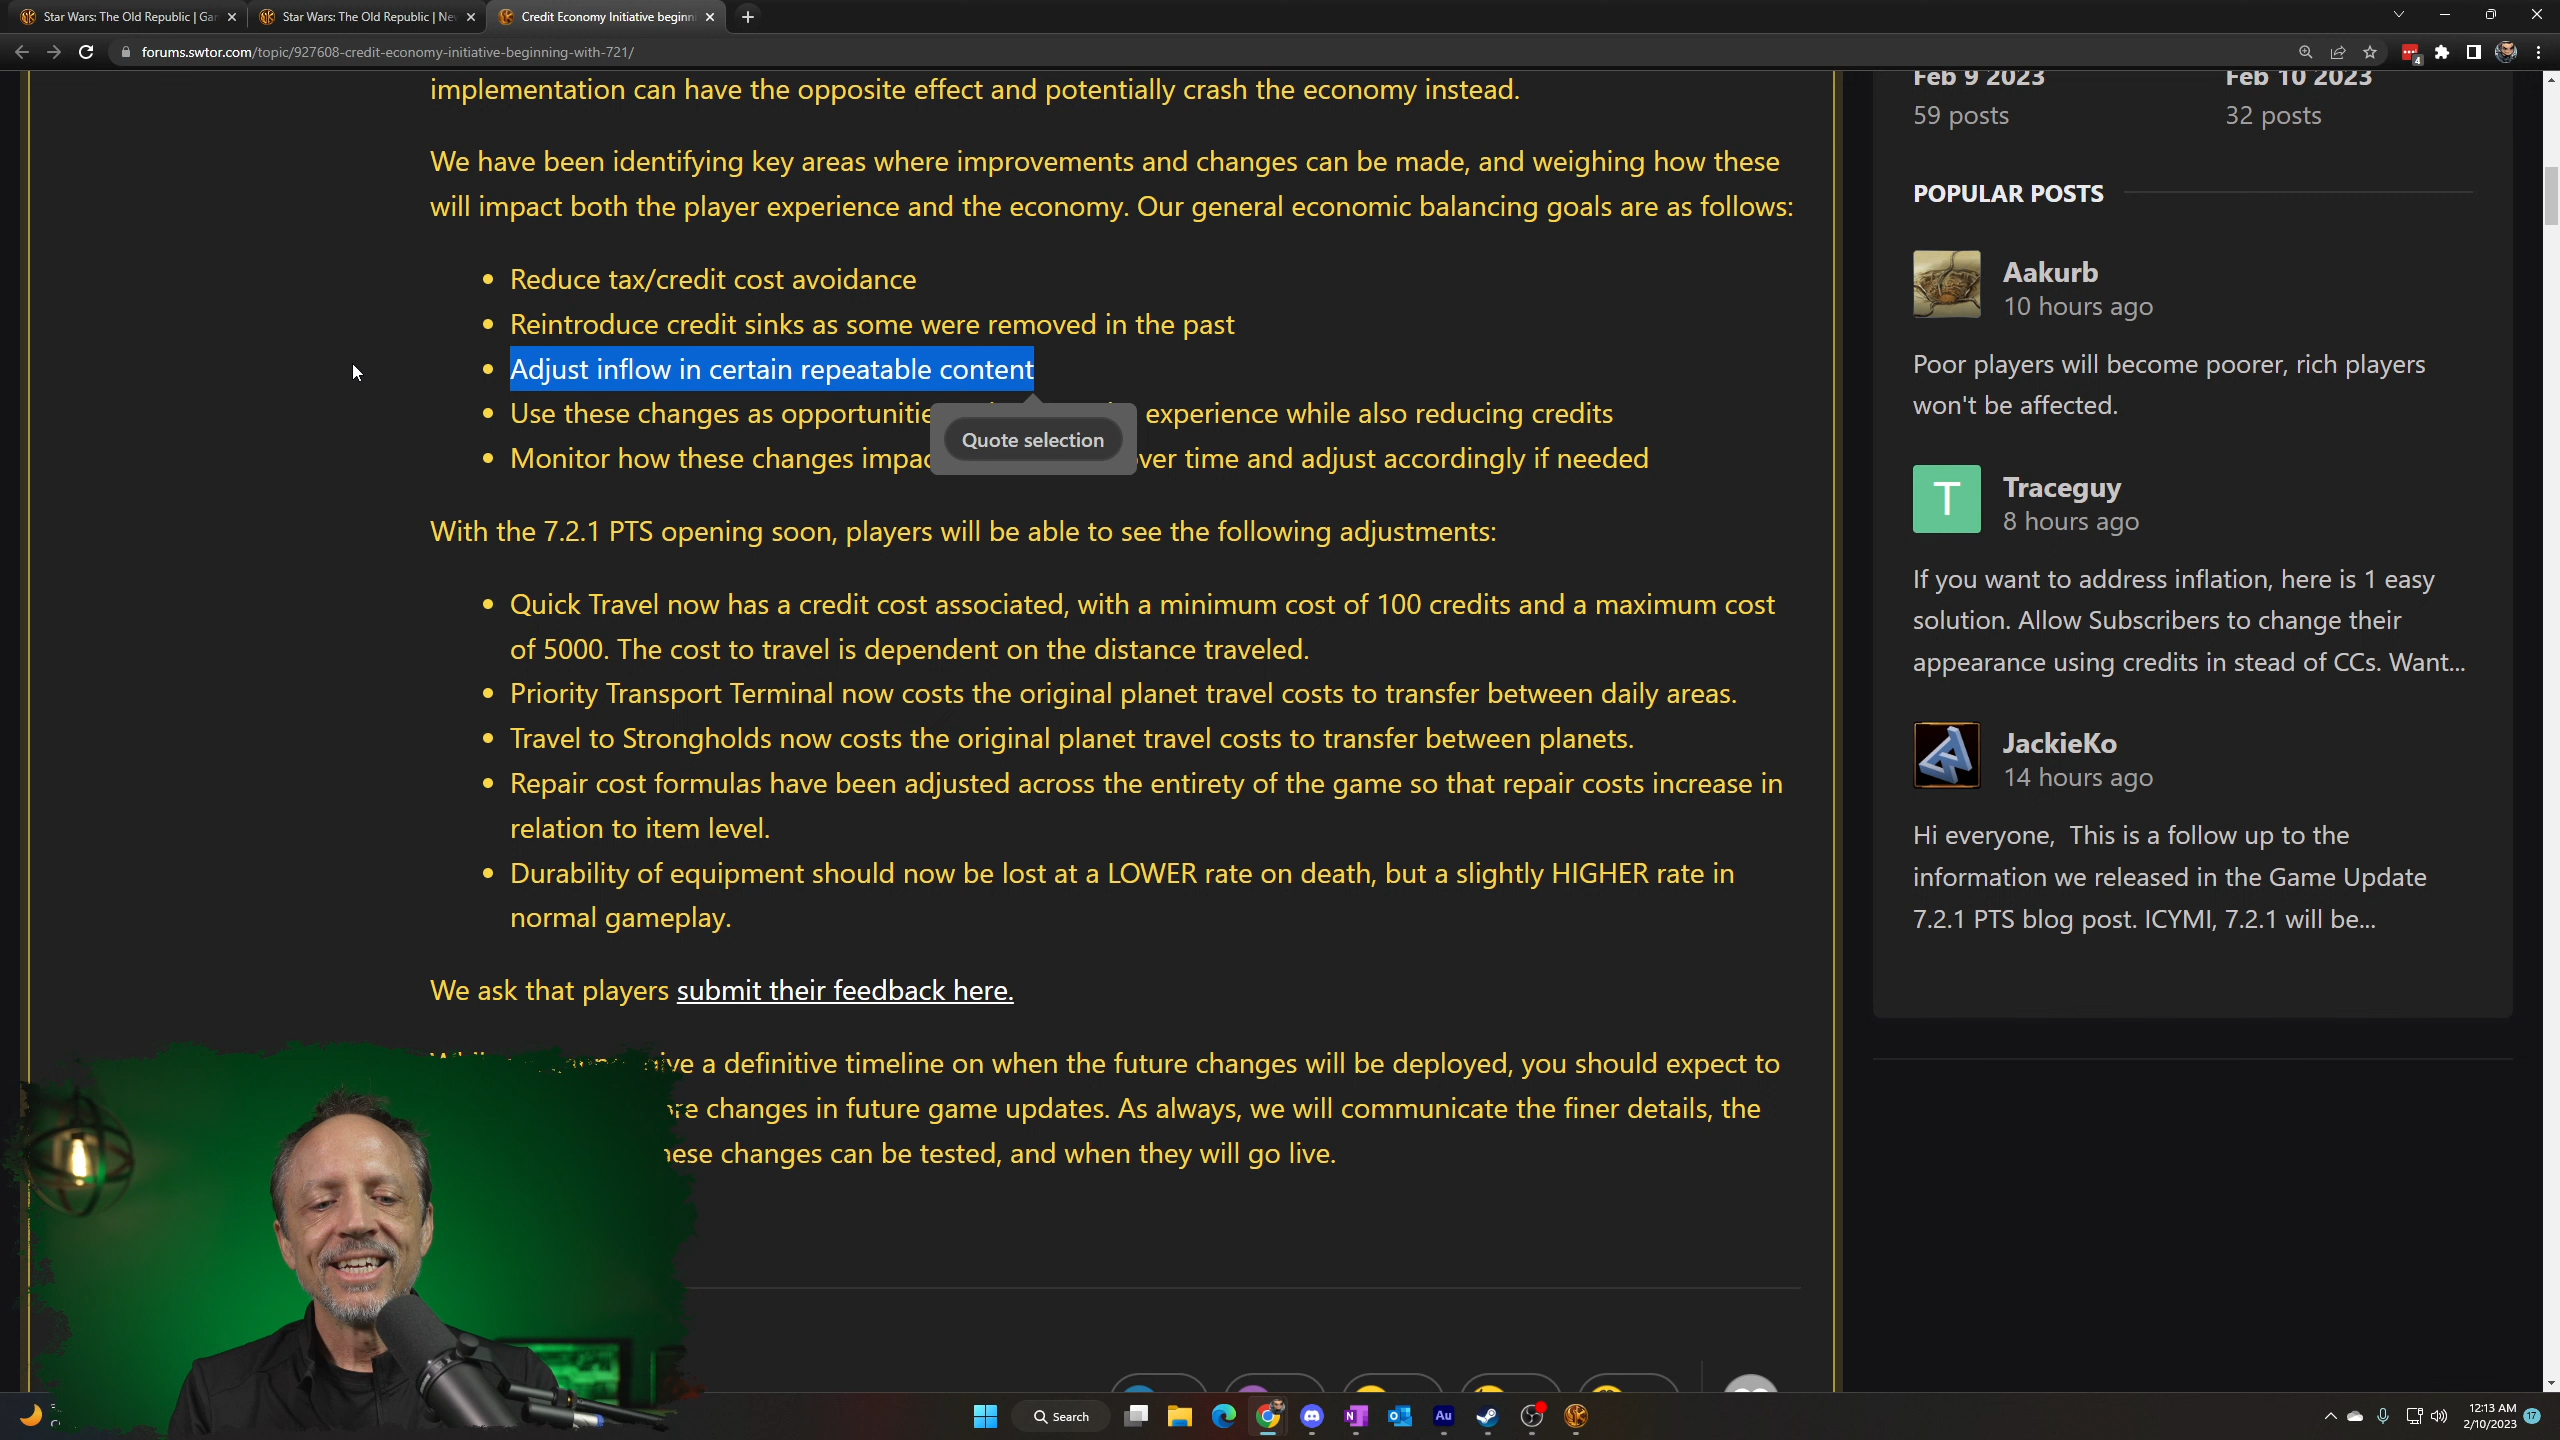 Star Wars: The Old Republic | Gar
Star Wars: The Old Republic | Ne
Credit Economy Initiative beginn
forums.swtor.com/topic/927608-credit-economy-initiative-beginning-with-721/
4
implementation can have the opposite effect and potentially crash the economy instead.
We have been identifying key areas where improvements and changes can be made, and weighing how these
will impact both the player experience and the economy. Our general economic balancing goals are as follows:
• Reduce tax/credit cost avoidance
• Reintroduce credit sinks as some were removed in the past
• Adjust inflow in certain repeatable content
• Use these changes as experience while also reducing credits
Quote selection
• Monitor how these changes over time and adjust accordingly if needed
With the 7.2.1 PTS opening soon, players will be able to see the following adjustments:
• Quick Travel now has a credit cost associated, with a minimum cost of 100 credits and a maximum cost
of 5000. The cost to travel is dependent on the distance traveled.
• Priority Transport Terminal now costs the original planet travel costs to transfer between daily areas.
• Travel to Strongholds now costs the original planet travel costs to transfer between planets.
• Repair cost formulas have been adjusted across the entirety of the game so that repair costs increase in
relation to item level.
• Durability of equipment should now be lost at a LOWER rate on death, but a slightly HIGHER rate in
normal gameplay.
We ask that players submit their feedback here.
a definitive timeline on when the future changes will be deployed, you should expect to
changes in future game updates. As always, we will communicate the finer details, the
changes can be tested, and when they will go live.
Feb 9 2023
Feb 10 2023
59 posts
32 posts
POPULAR POSTS
Aakurb
10 hours ago
Poor players will become poorer, rich players
won't be affected.
T
Traceguy
8 hours ago
If you want to address inflation, here is 1 easy
solution. Allow Subscribers to change their
appearance using credits in stead of CCs. Want...
JackieKo
14 hours ago
Hi everyone, This is a follow up to the
information we released in the Game Update
7.2.1 PTS blog post. ICYMI, 7.2.1 will be...
Search
N
Au
12:13 AM
2/10/2023
17